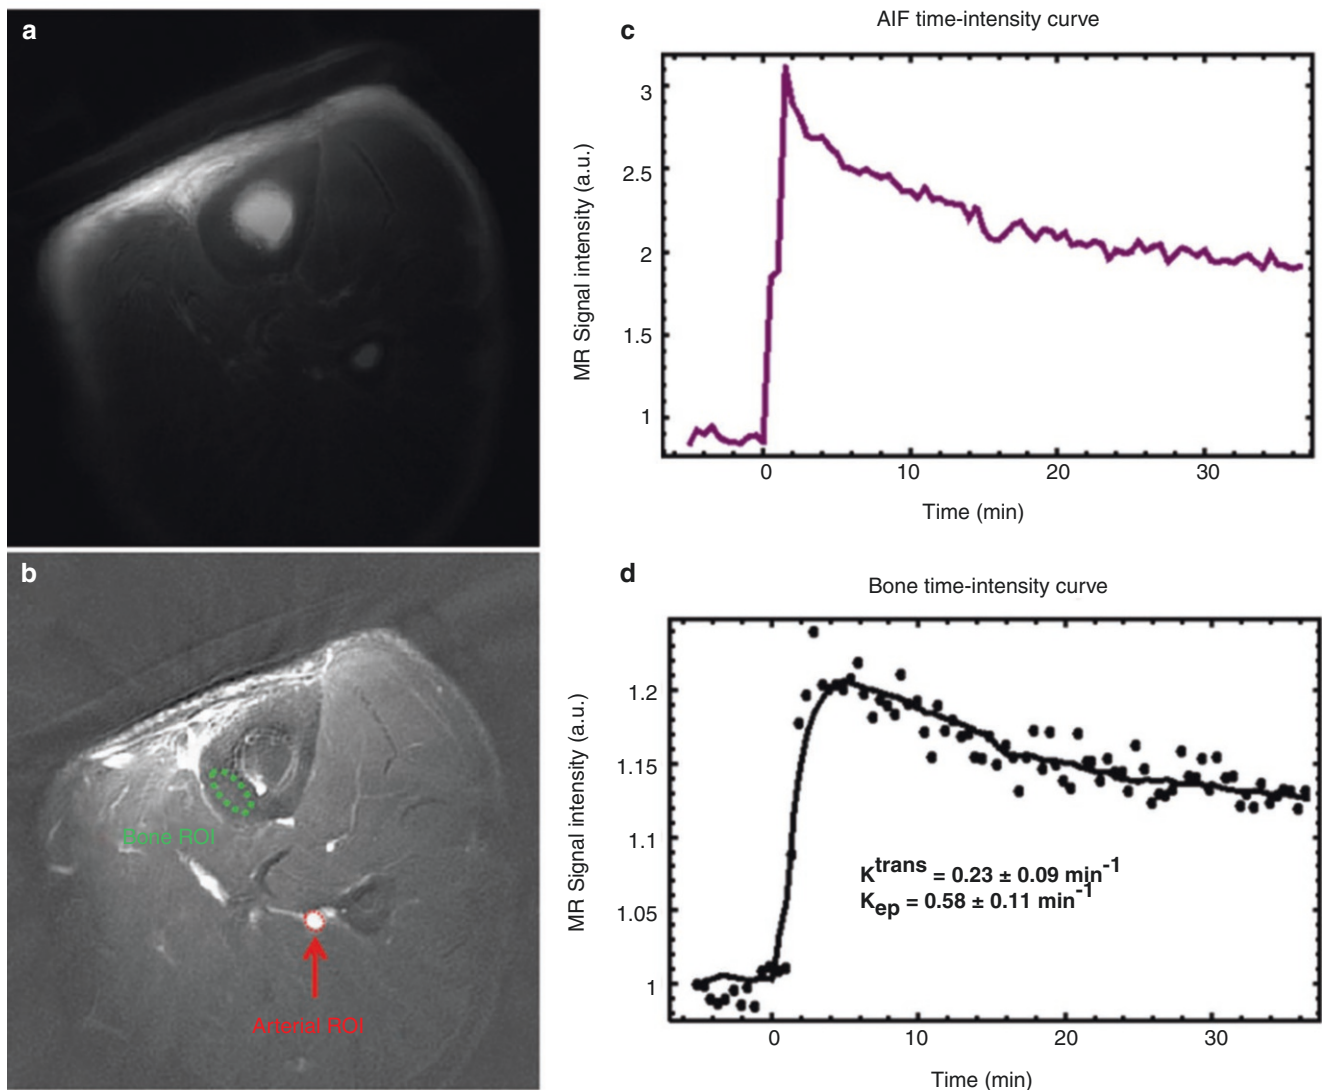 a
b
Bone ROI
Arterial ROI
c
AIF time-intensity curve
MR Signal intensity (a.u.)
3
2.5
2
1.5
1
0 10 20 30
Time (min)
d
Bone time-intensity curve
MR Signal intensity (a.u.)
1.2
1.15
1.1
1.05
1
K^trans = 0.23 ± 0.09 min^-1
K_ep = 0.58 ± 0.11 min^-1
0 10 20 30
Time (min)